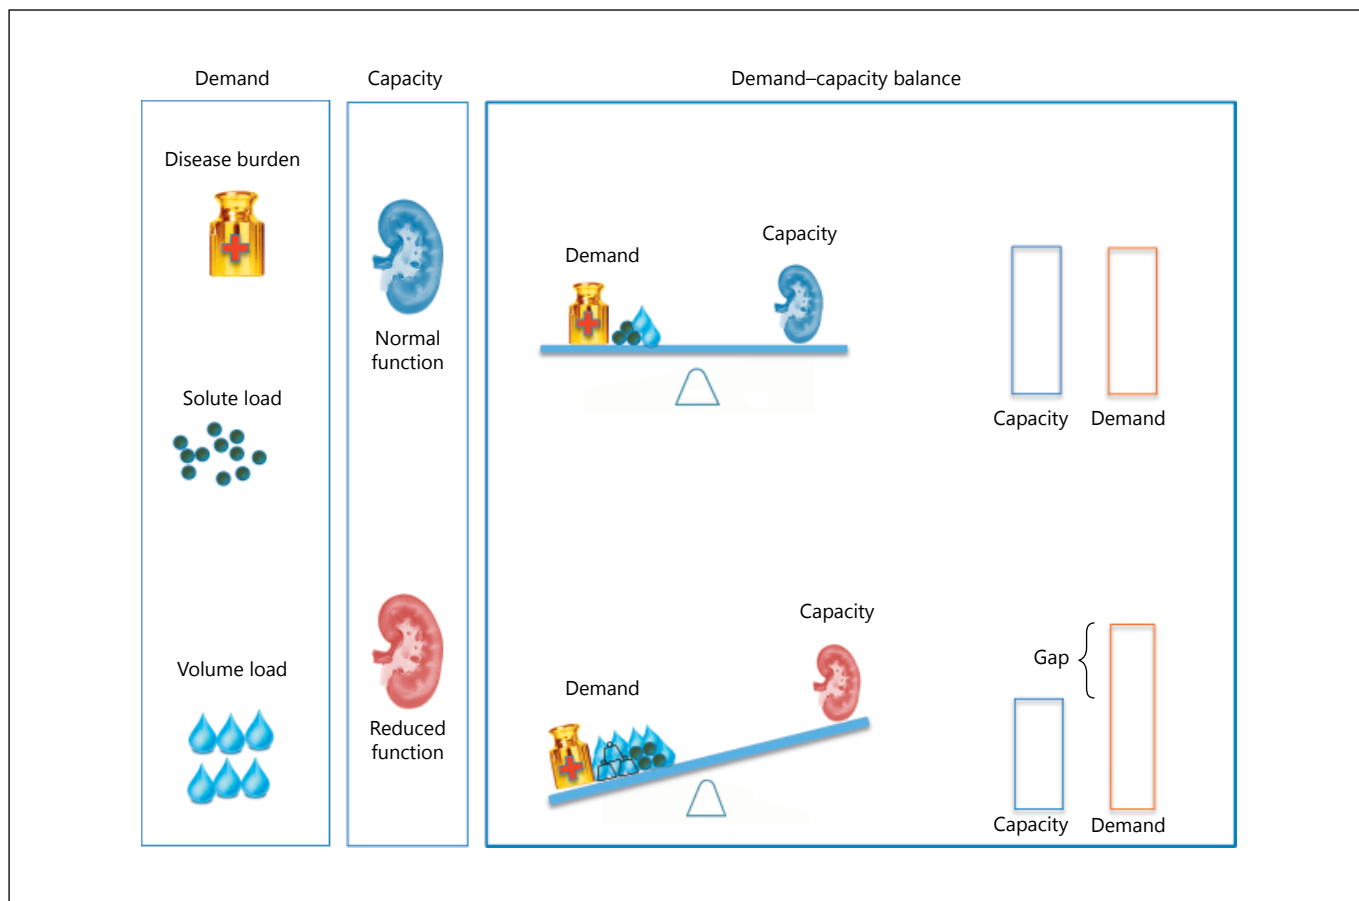 Demand
Capacity
Demand–capacity balance
Disease burden
Solute load
Volume load
Normal
function
Reduced
function
Demand
Capacity
Capacity
Demand
Demand
Capacity
Gap
Capacity
Demand